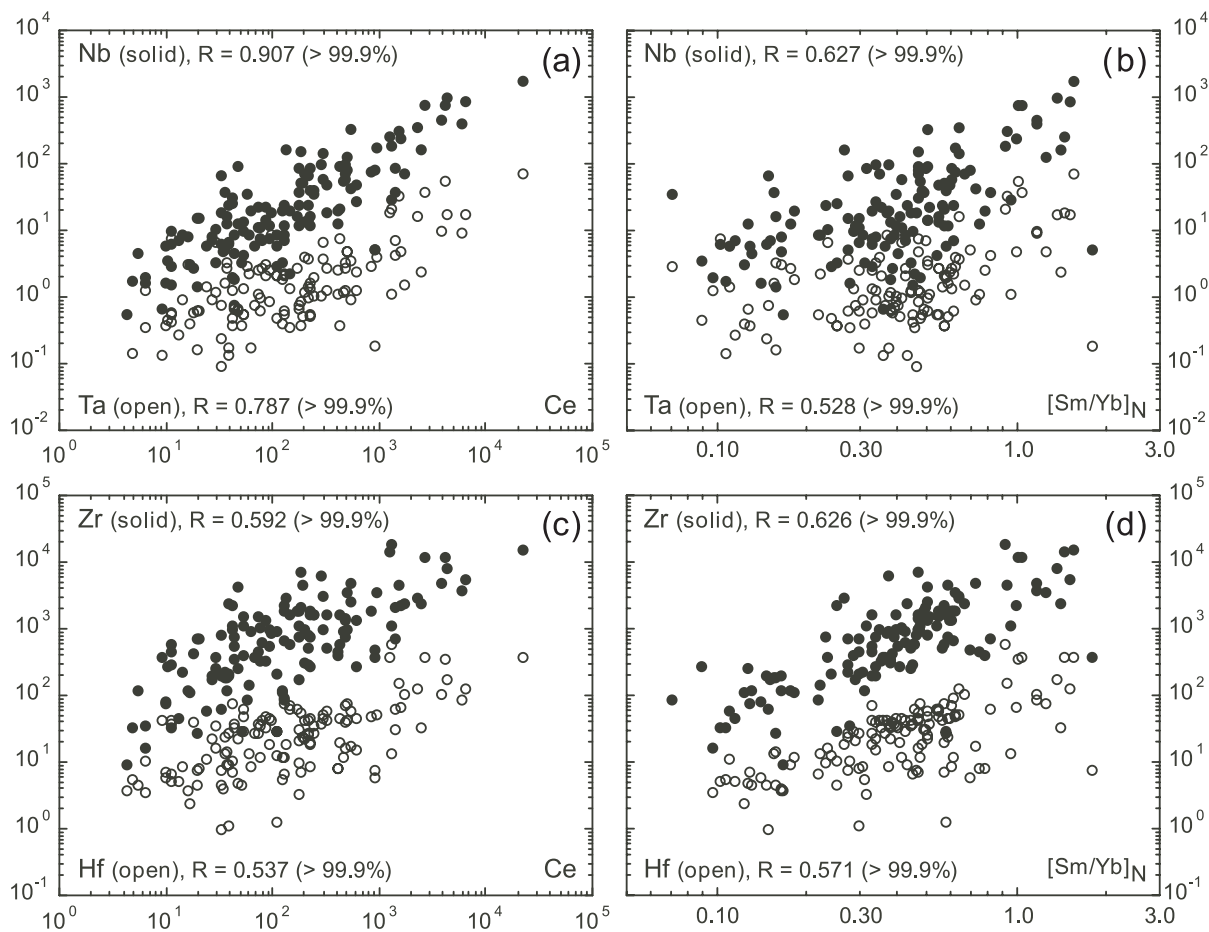 10^4
Nb (solid), R = 0.907 (> 99.9%)
(a)
10^3
10^2
10^1
10^0
10^-1
10^-2
Ta (open), R = 0.787 (> 99.9%)
Ce
10^0 10^1 10^2 10^3 10^4 10^5
Nb (solid), R = 0.627 (> 99.9%)
(b)
10^4
10^3
10^2
10^1
10^0
10^-1
10^-2
Ta (open), R = 0.528 (> 99.9%)
[Sm/Yb]N
0.10 0.30 1.0 3.0
10^5
Zr (solid), R = 0.592 (> 99.9%)
(c)
10^4
10^3
10^2
10^1
10^0
10^-1
Hf (open), R = 0.537 (> 99.9%)
Ce
10^0 10^1 10^2 10^3 10^4 10^5
Zr (solid), R = 0.626 (> 99.9%)
(d)
10^5
10^4
10^3
10^2
10^1
10^0
10^-1
Hf (open), R = 0.571 (> 99.9%)
[Sm/Yb]N
0.10 0.30 1.0 3.0